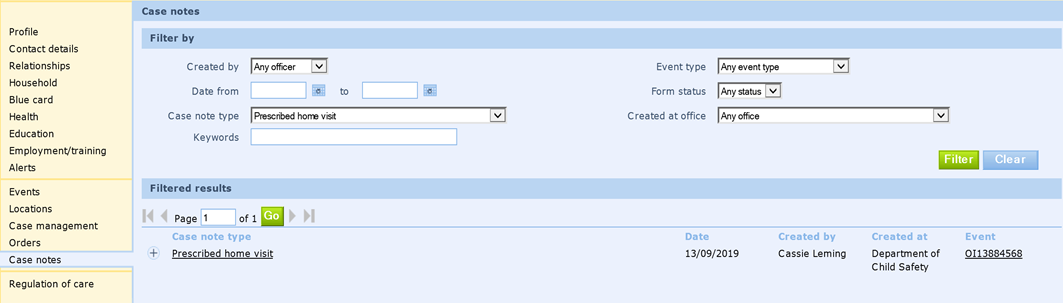 Case notes
Profile
Contact details
Relationships
Household
Blue card
Health
Education
Employment/training
Alerts
Events
Locations
Case management
Orders
Case notes
Regulation of care
Filter by
Created by Any officer Event type Any event type
Date from to Form status Any status
Case note type Prescribed home visit Created at office Any office
Keywords
Filter Clear
Filtered results
Page 1 of 1 Go
Case note type Date Created by Created at Event
Prescribed home visit 13/09/2019 Cassie Leming Department of OI13884568
Child Safety